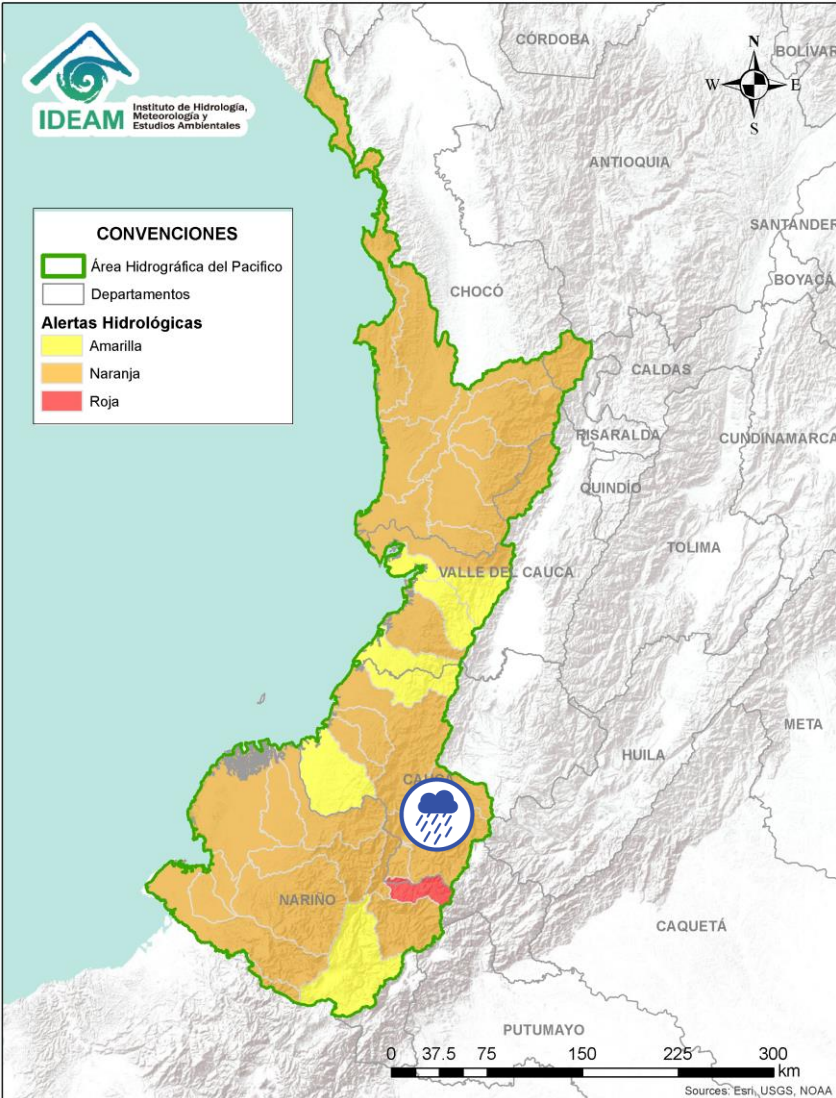 IDEAM
Instituto de Hidrología,
Meteorología y
Estudios Ambientales
N
W
E
S
CONVENCIONES
Área Hidrográfica del Pacifico
Departamentos
Alertas Hidrológicas
Amarilla
Naranja
Roja
CÓRDOBA
BOLÍVAR
ANTIOQUIA
SANTANDER
BOYACÁ
CHOCÓ
CALDAS
RISARALDA
CUNDINAMARCA
QUINDÍO
TOLIMA
VALLE DEL CAUCA
META
HUILA
CAUCA
NARIÑO
CAQUETÁ
PUTUMAYO
0 37.5 75 150 225 300
km
Sources: Esri, USGS, NOAA